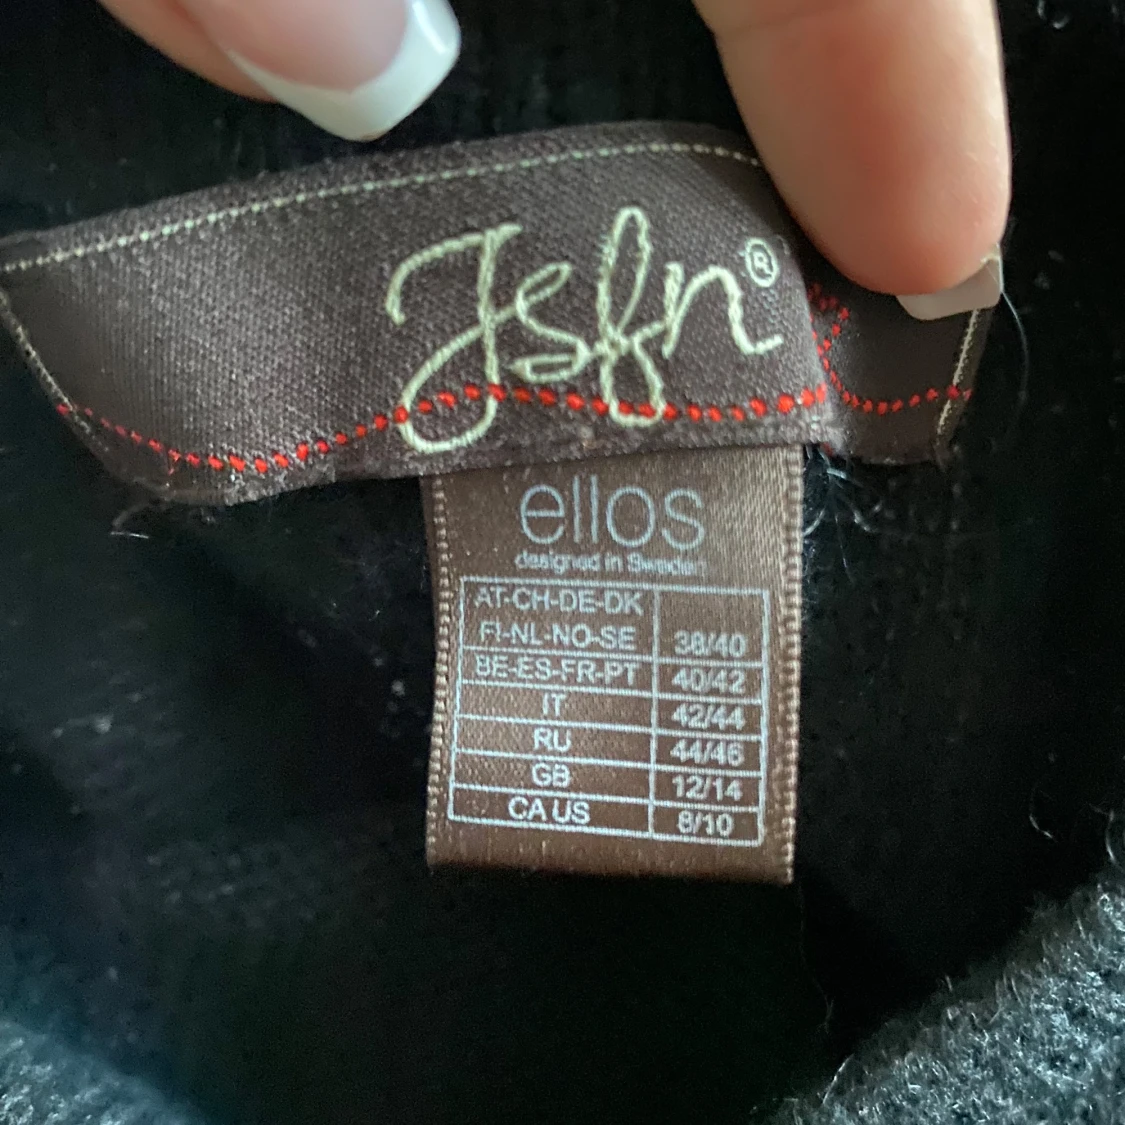 Jsfn®
ellos
designed in Sweden
AT-CH-DE-DK
FI-NL-NO-SE 38/40
BE-ES-FR-PT 40/42
IT 42/44
RU 44/46
GB 12/14
CA US 8/10